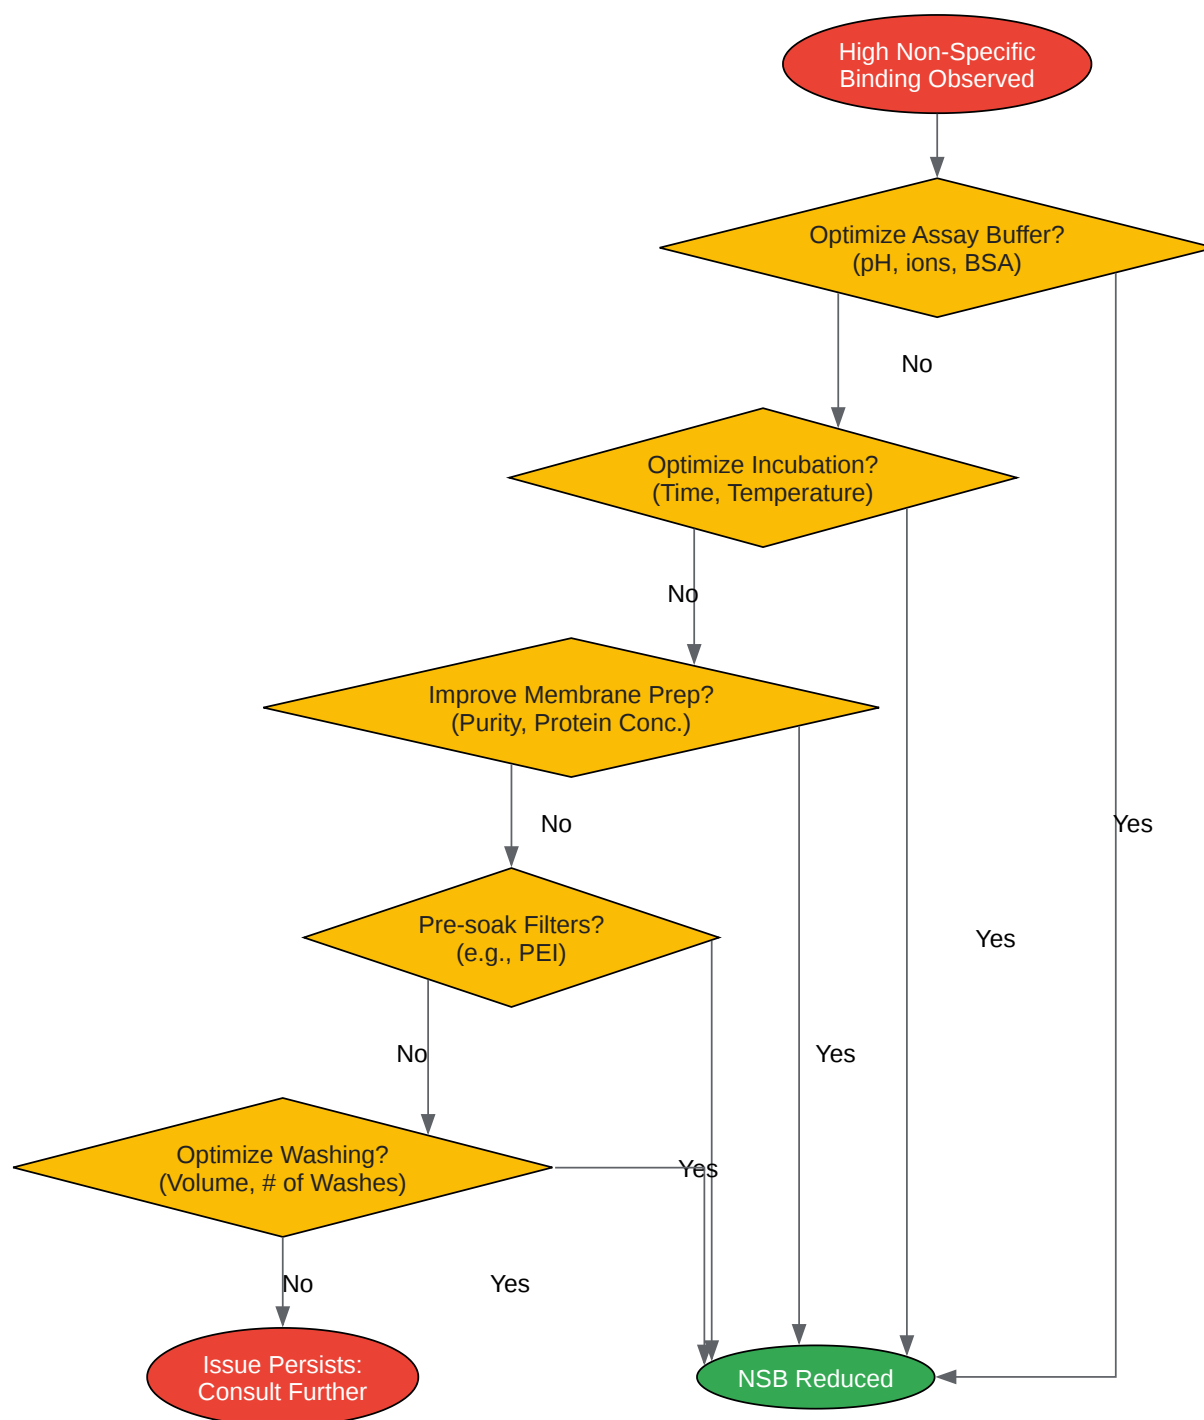 High Non-Specific
Binding Observed
Optimize Assay Buffer?
(pH, ions, BSA)
No
Optimize Incubation?
(Time, Temperature)
No
Improve Membrane Prep?
(Purity, Protein Conc.)
No
Yes
Pre-soak Filters?
(e.g., PEI)
Yes
No
Yes
Optimize Washing?
(Volume, # of Washes)
Yes
No
Yes
Issue Persists:
Consult Further
NSB Reduced